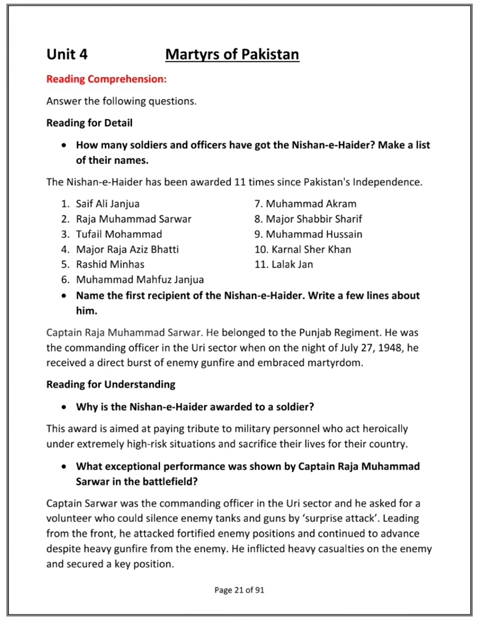 Unit 4 Martyrs of Pakistan
Reading Comprehension:
Answer the following questions.
Reading for Detail
• How many soldiers and officers have got the Nishan-e-Haider? Make a list
of their names.
The Nishan-e-Haider has been awarded 11 times since Pakistan's Independence.
1. Saif Ali Janjua
2. Raja Muhammad Sarwar
3. Tufail Mohammad
4. Major Raja Aziz Bhatti
5. Rashid Minhas
6. Muhammad Mahfuz Janjua
7. Muhammad Akram
8. Major Shabbir Sharif
9. Muhammad Hussain
10. Karnal Sher Khan
11. Lalak Jan
• Name the first recipient of the Nishan-e-Haider. Write a few lines about
him.
Captain Raja Muhammad Sarwar. He belonged to the Punjab Regiment. He was
the commanding officer in the Uri sector when on the night of July 27, 1948, he
received a direct burst of enemy gunfire and embraced martyrdom.
Reading for Understanding
• Why is the Nishan-e-Haider awarded to a soldier?
This award is aimed at paying tribute to military personnel who act heroically
under extremely high-risk situations and sacrifice their lives for their country.
• What exceptional performance was shown by Captain Raja Muhammad
Sarwar in the battlefield?
Captain Sarwar was the commanding officer in the Uri sector and he asked for a
volunteer who could silence enemy tanks and guns by ‘surprise attack’. Leading
from the front, he attacked fortified enemy positions and continued to advance
despite heavy gunfire from the enemy. He inflicted heavy casualties on the enemy
and secured a key position.
Page 21 of 91